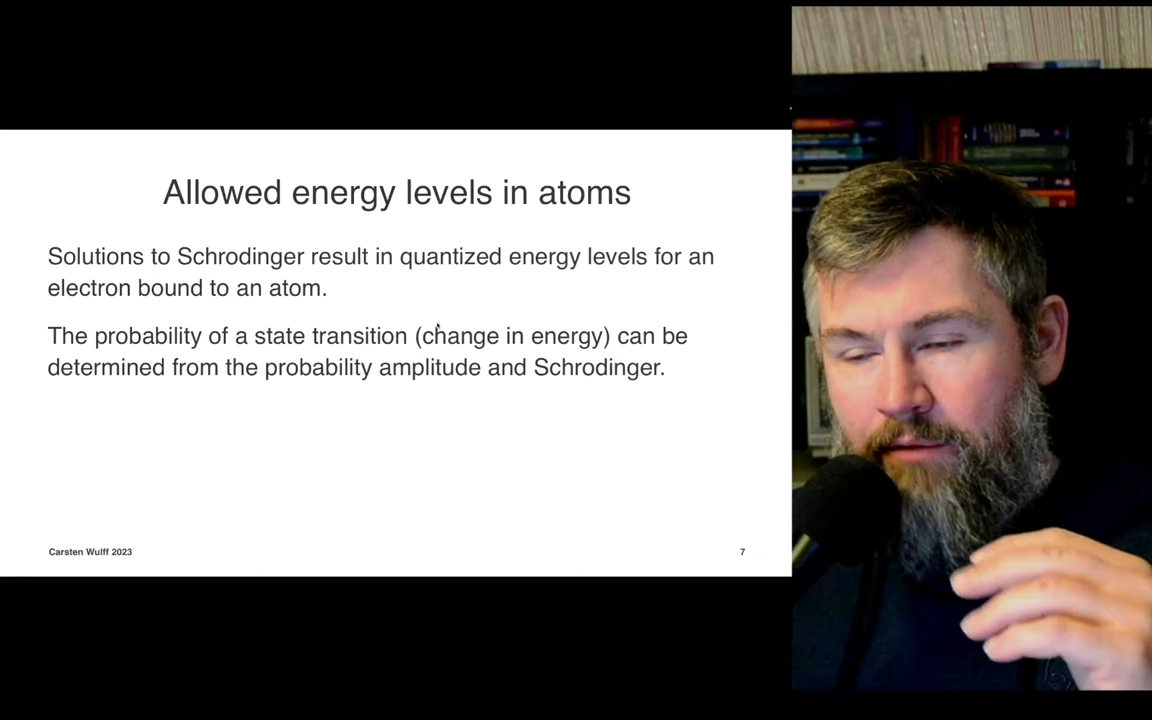 Allowed energy levels in atoms
Solutions to Schrodinger result in quantized energy levels for an
electron bound to an atom.
The probability of a state transition (change in energy) can be
determined from the probability amplitude and Schrodinger.
Carsten Wulff 2023
7